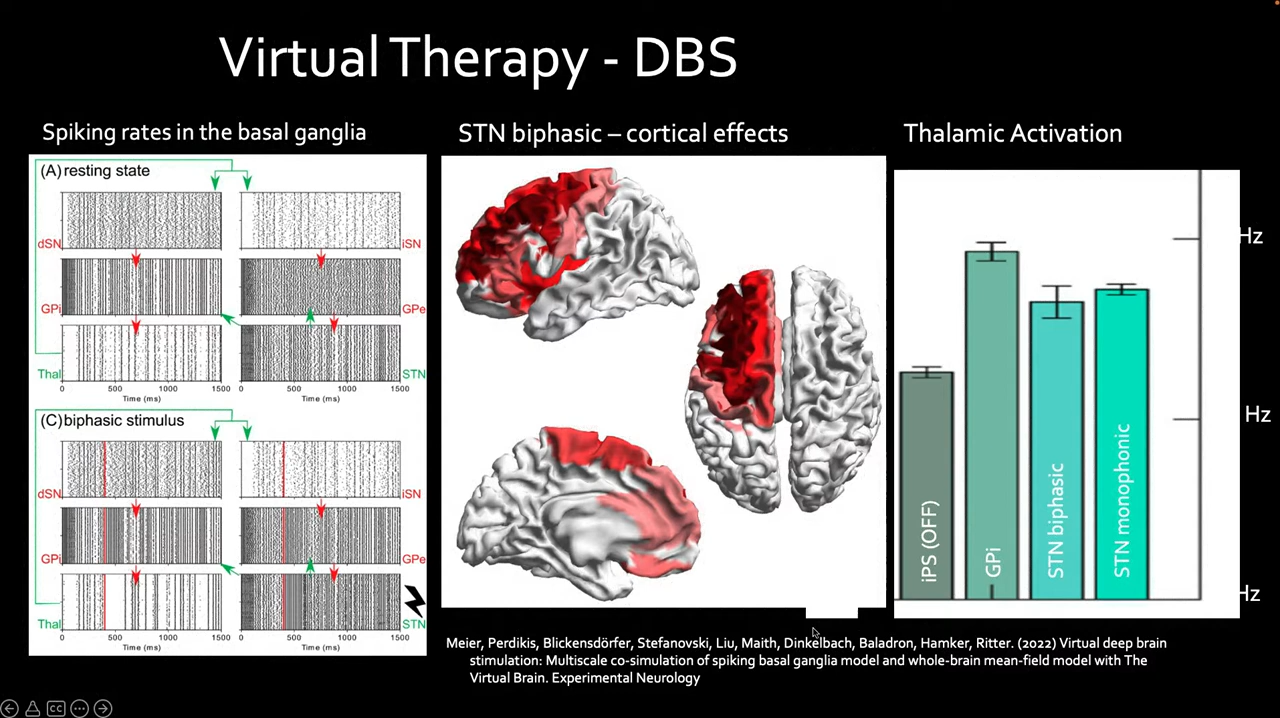 Virtual Therapy - DBS
Spiking rates in the basal ganglia
STN biphasic – cortical effects
Thalamic Activation
(A) resting state
dSN
iSN
GPi
GPe
Thal
STN
0 500 1000 1500
0 500 1000 1500
Time (ms)
Time (ms)
(C) biphasic stimulus
dSN
iSN
GPi
GPe
Thal
STN
0 500 1000 1500
0 500 1000 1500
Time (ms)
Time (ms)
Hz
Hz
Hz
iPS (OFF)
GPi
STN biphasic
STN monophonic
Meier, Perdikis, Blickensdörfer, Stefanovski, Liu, Maith, Dinkelbach, Baladron, Hamker, Ritter. (2022) Virtual deep brain
stimulation: Multiscale co-simulation of spiking basal ganglia model and whole-brain mean-field model with The
Virtual Brain. Experimental Neurology
CC